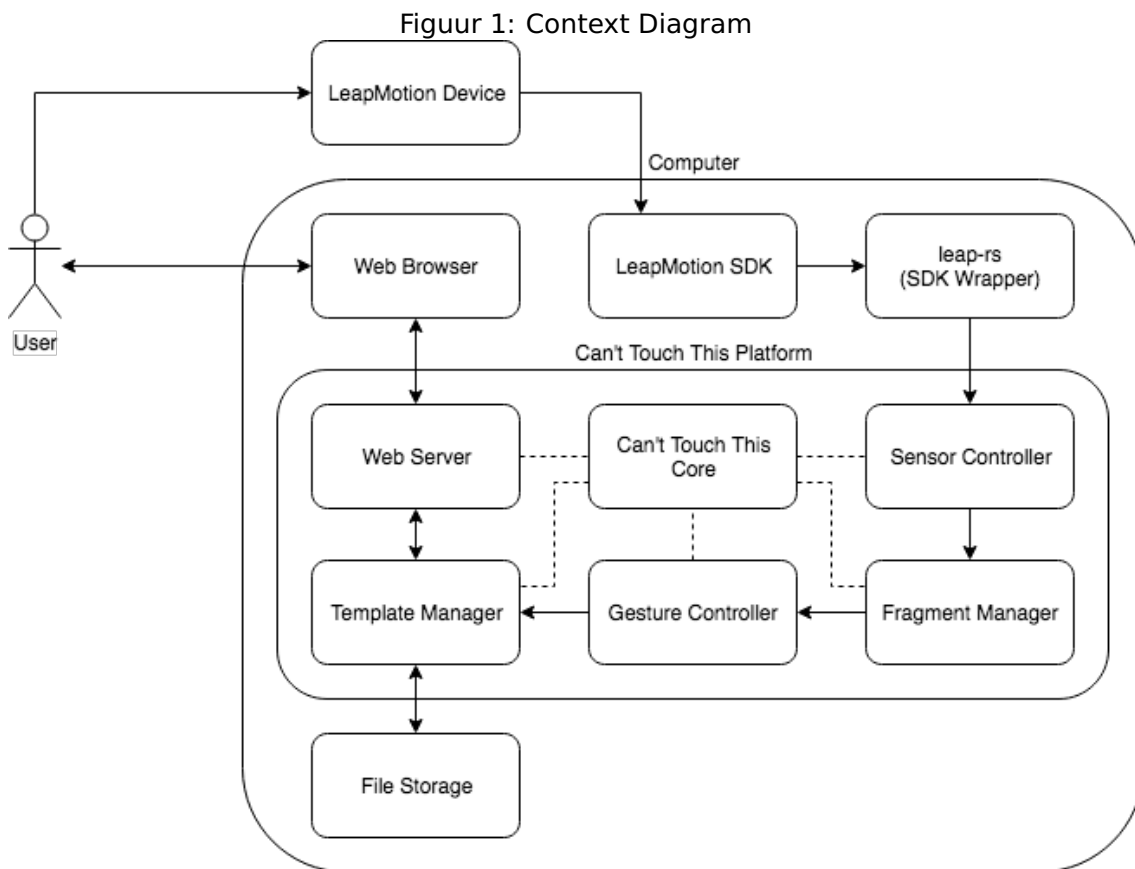 Figuur 1: Context Diagram
LeapMotion Device
Computer
Web Browser
LeapMotion SDK
leap-rs
(SDK Wrapper)
User
Can't Touch This Platform
Web Server
Can't Touch This
Core
Sensor Controller
Template Manager
Gesture Controller
Fragment Manager
File Storage